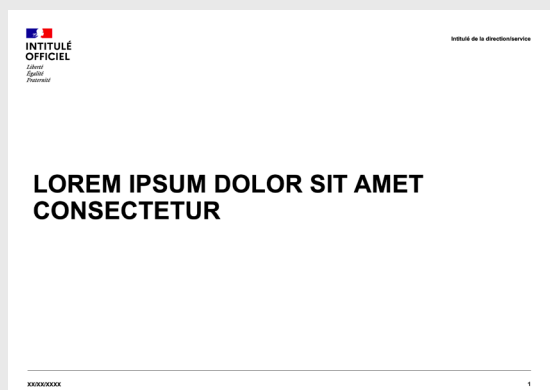 INTITULÉ
OFFICIEL
Liberté
Égalité
Fraternité
Intitulé de la direction/service
LOREM IPSUM DOLOR SIT AMET
CONSECTETUR
XX/XX/XXXX
1